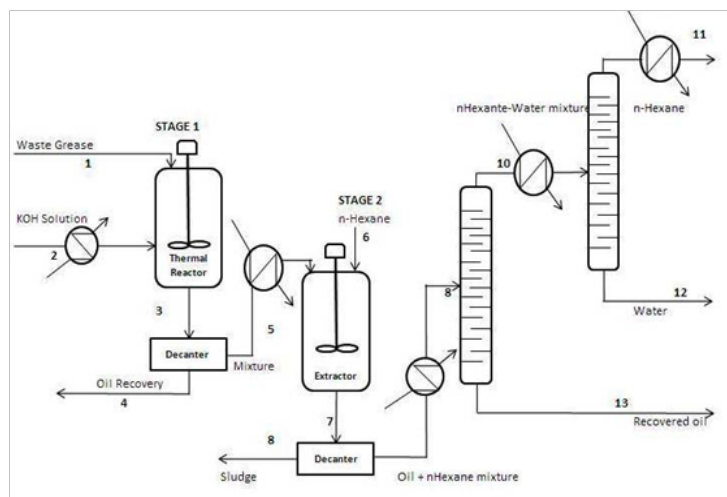 11
nHexante-Water mixture
n-Hexane
STAGE 1
Waste Grease
1
10
STAGE 2
n-Hexane
6
KOH Solution
2
Thermal
Reactor
3
5
8
12
Water
Decanter
Mixture
Extractor
Oil Recovery
4
13
Recovered oil
7
8
Decanter
Sludge
Oil + nHexane mixture